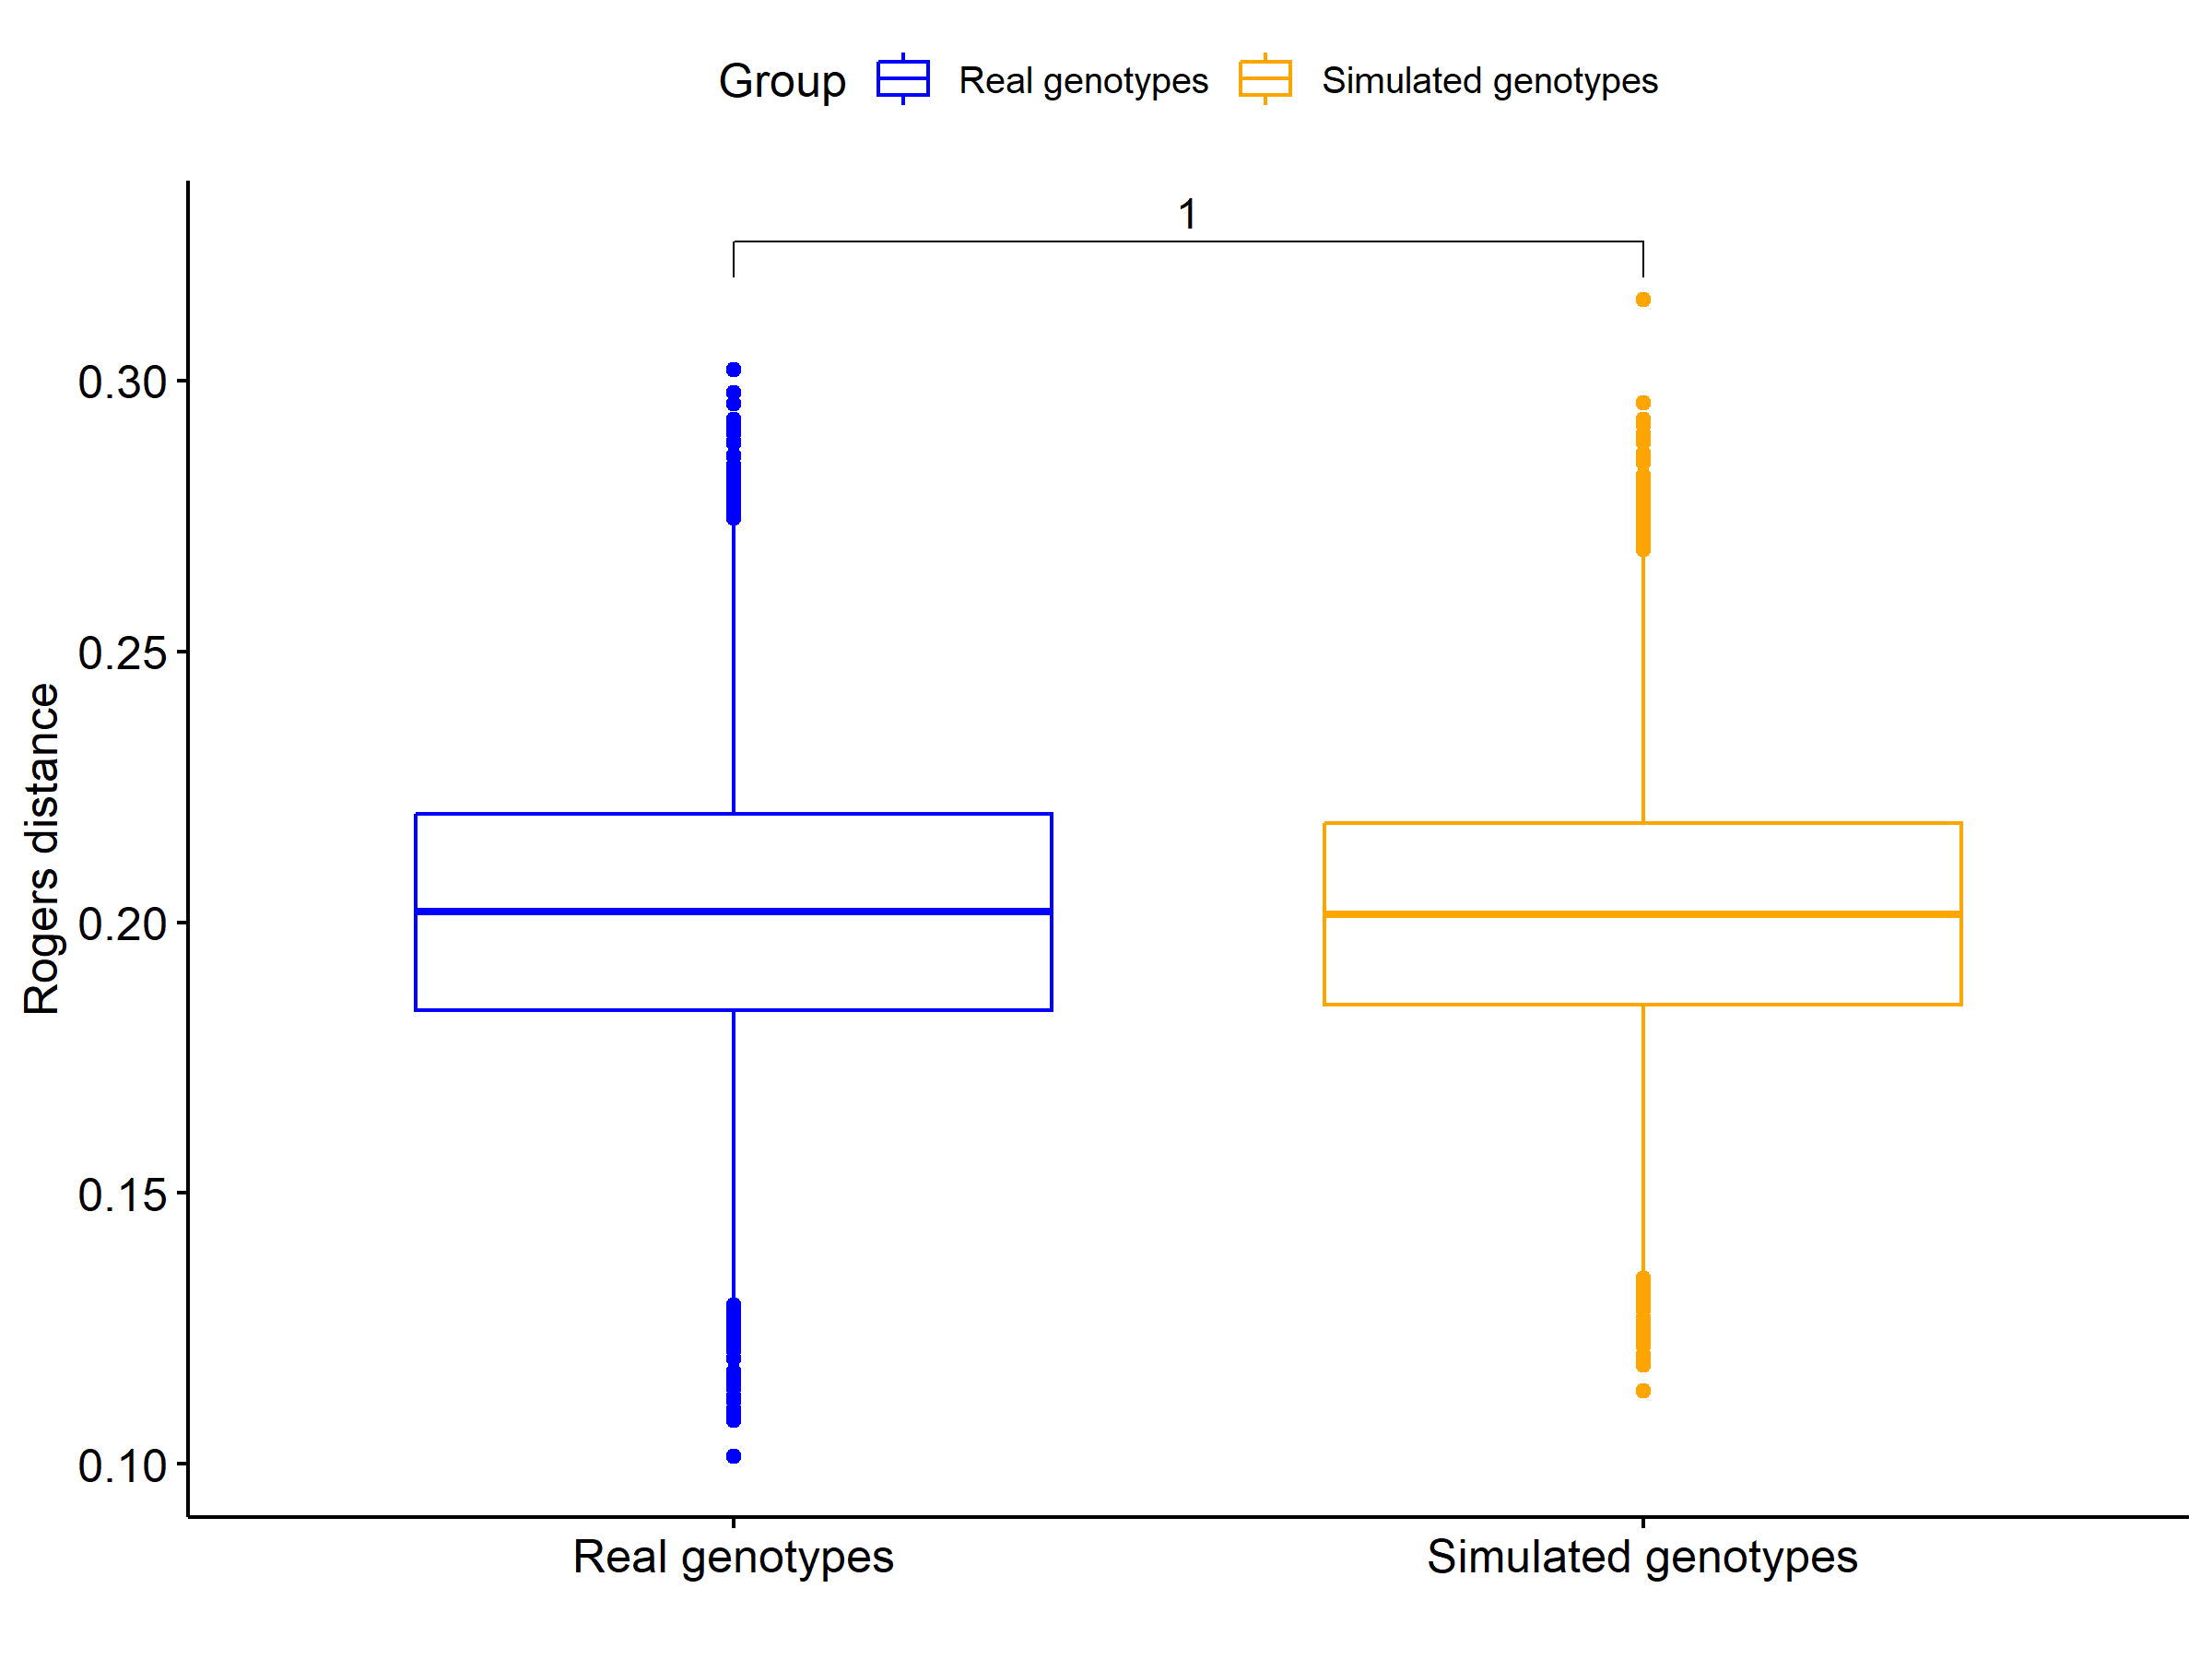 Group Real genotypes Simulated genotypes
1
0.30
0.25
0.20
0.15
0.10
Rogers distance
Real genotypes Simulated genotypes